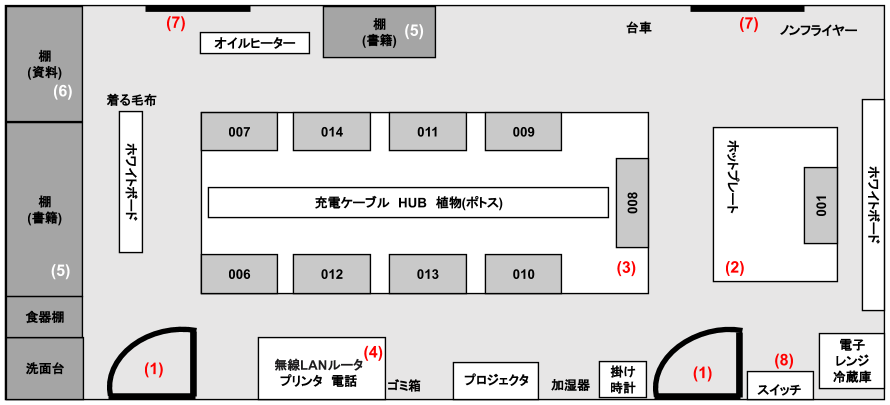 (7)
(7)
棚
(資料)
(6)
オイルヒーター
棚
(書籍)
(5)
台車
ノンフライヤー
着る毛布
ホワイトボード
007
014
011
009
008
充電ケーブル HUB 植物(ポトス)
006
012
013
010
(3)
ホットプレート
001
(2)
ホワイトボード
棚
(書籍)
(5)
食器棚
洗面台
(1)
無線LANルータ
プリンタ 電話
(4)
ゴミ箱
プロジェクタ
加湿器
掛け
時計
(1)
(8)
スイッチ
電子
レンジ
冷蔵庫